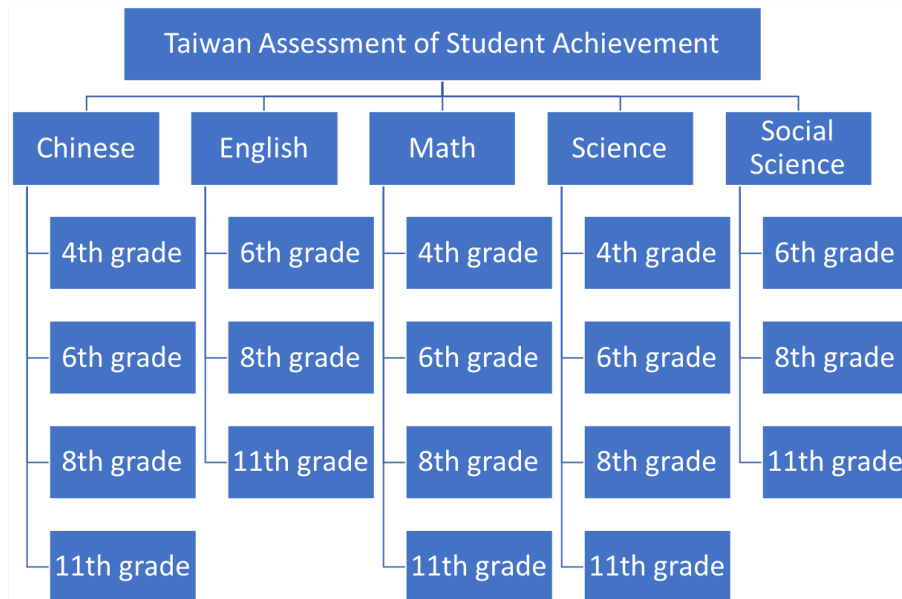 Taiwan Assessment of Student Achievement
Chinese
4th grade
6th grade
8th grade
11th grade
English
6th grade
8th grade
11th grade
Math
4th grade
6th grade
8th grade
11th grade
Science
4th grade
6th grade
8th grade
11th grade
Social
Science
6th grade
8th grade
11th grade